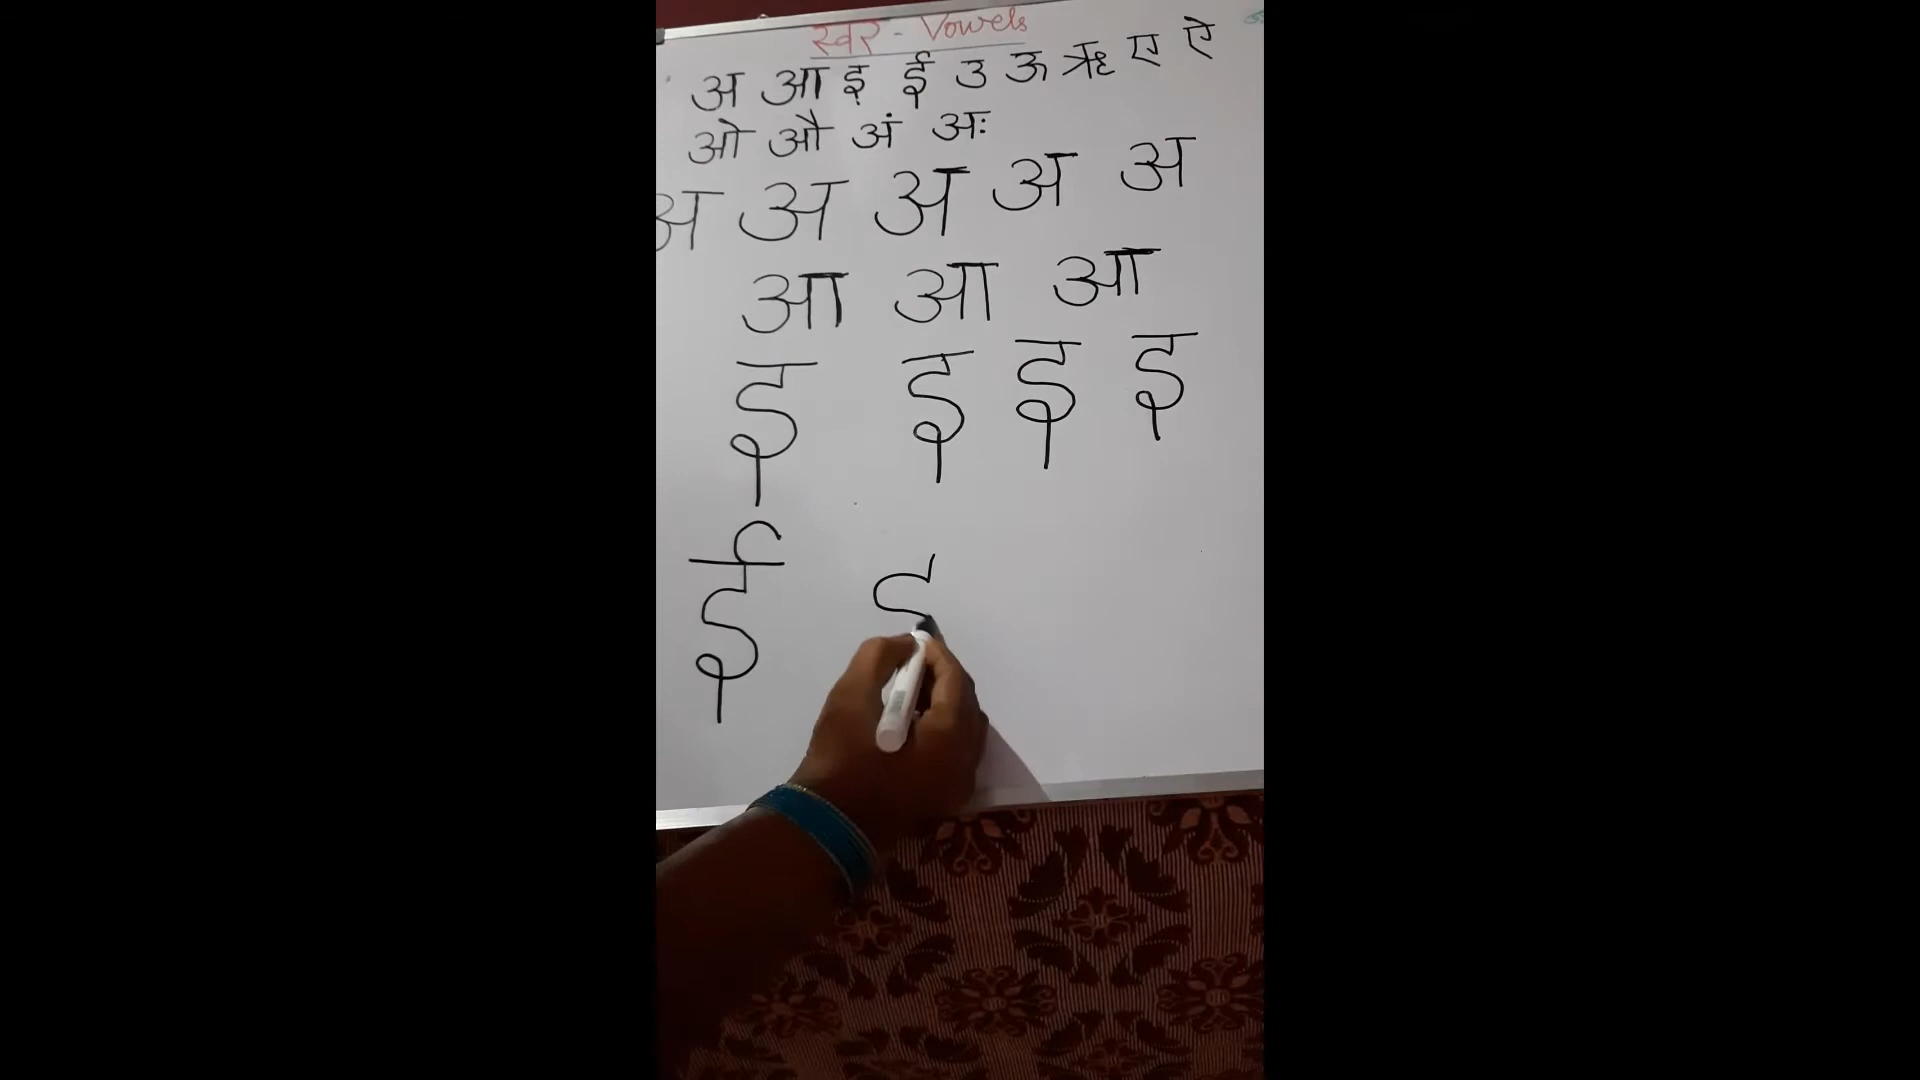 स्वर - Vowels
अ आ इ ई उ ऊ ऋ ए ऐ
ओ औ अं अः
अ अ अ अ अ
आ आ आ
इ इ इ इ
ई